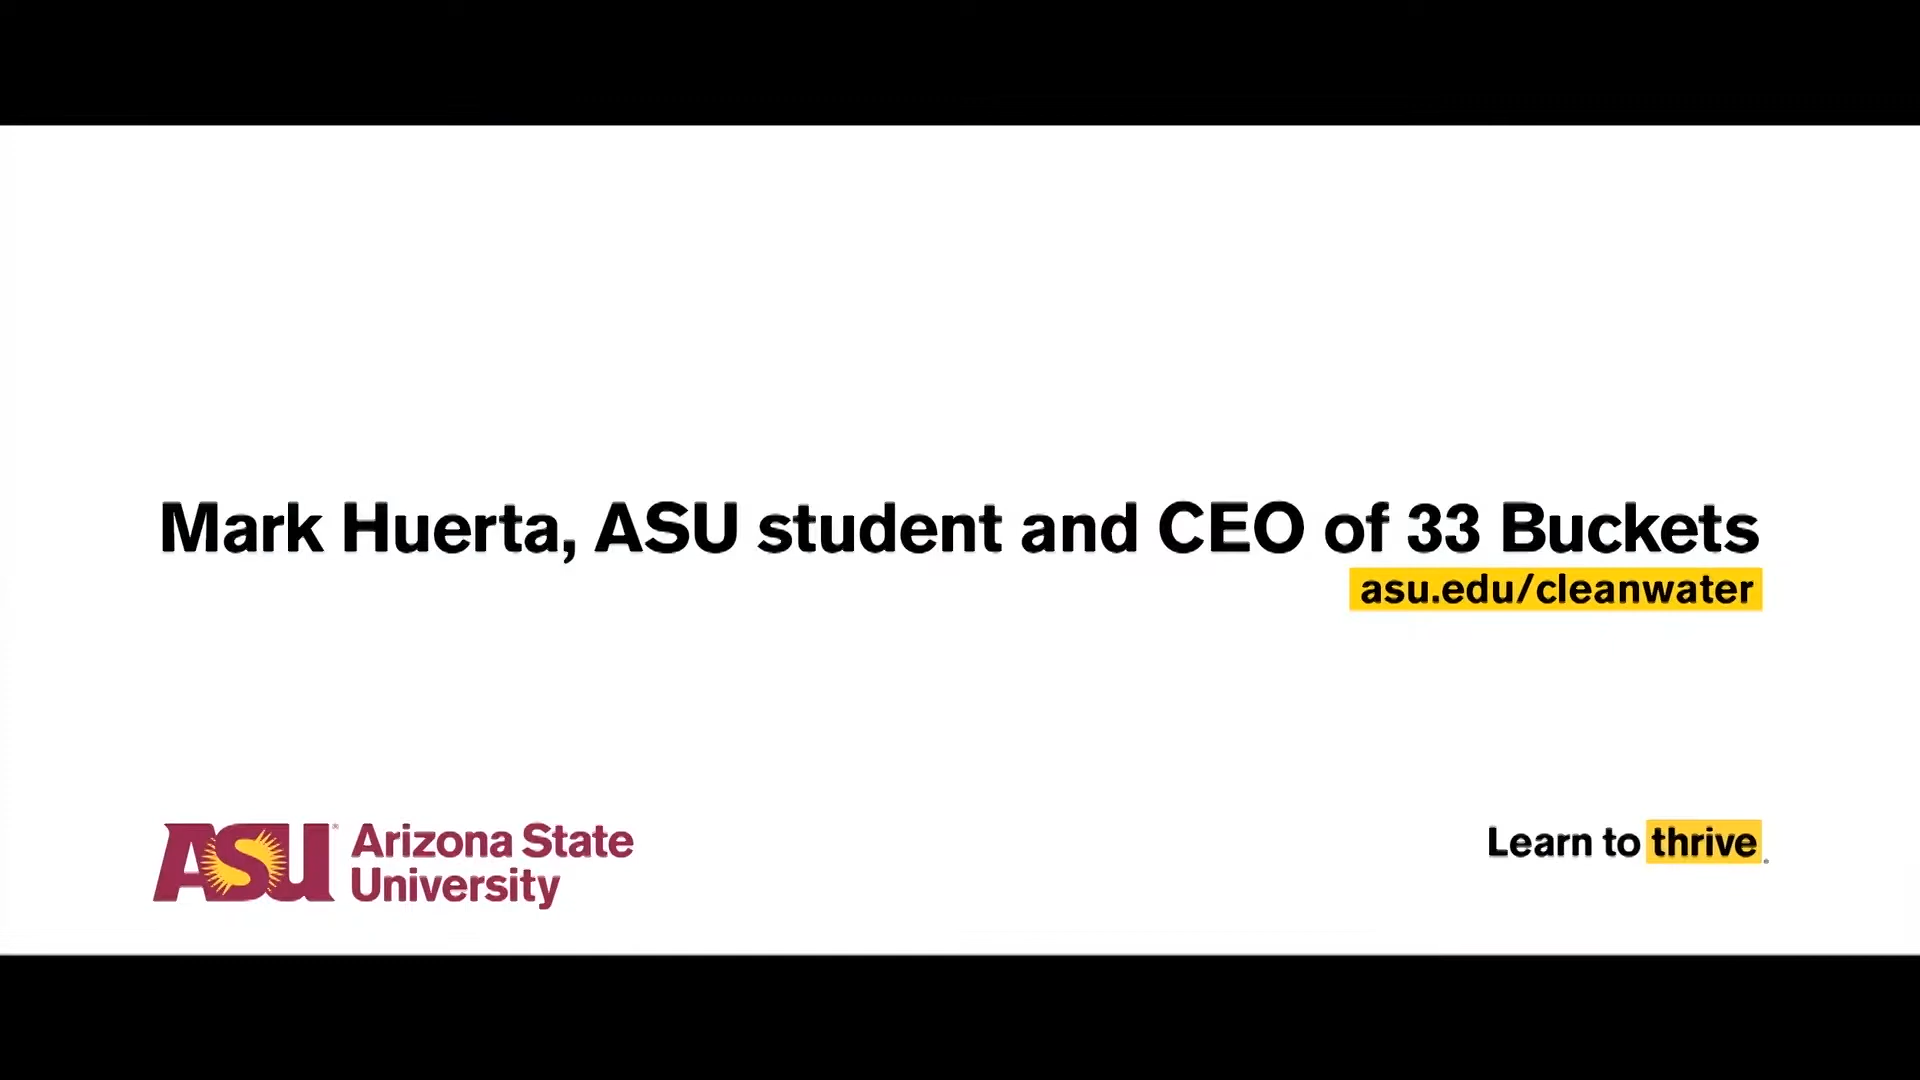 Mark Huerta, ASU student and CEO of 33 Buckets
asu.edu/cleanwater
ASU Arizona State
University
Learn to thrive